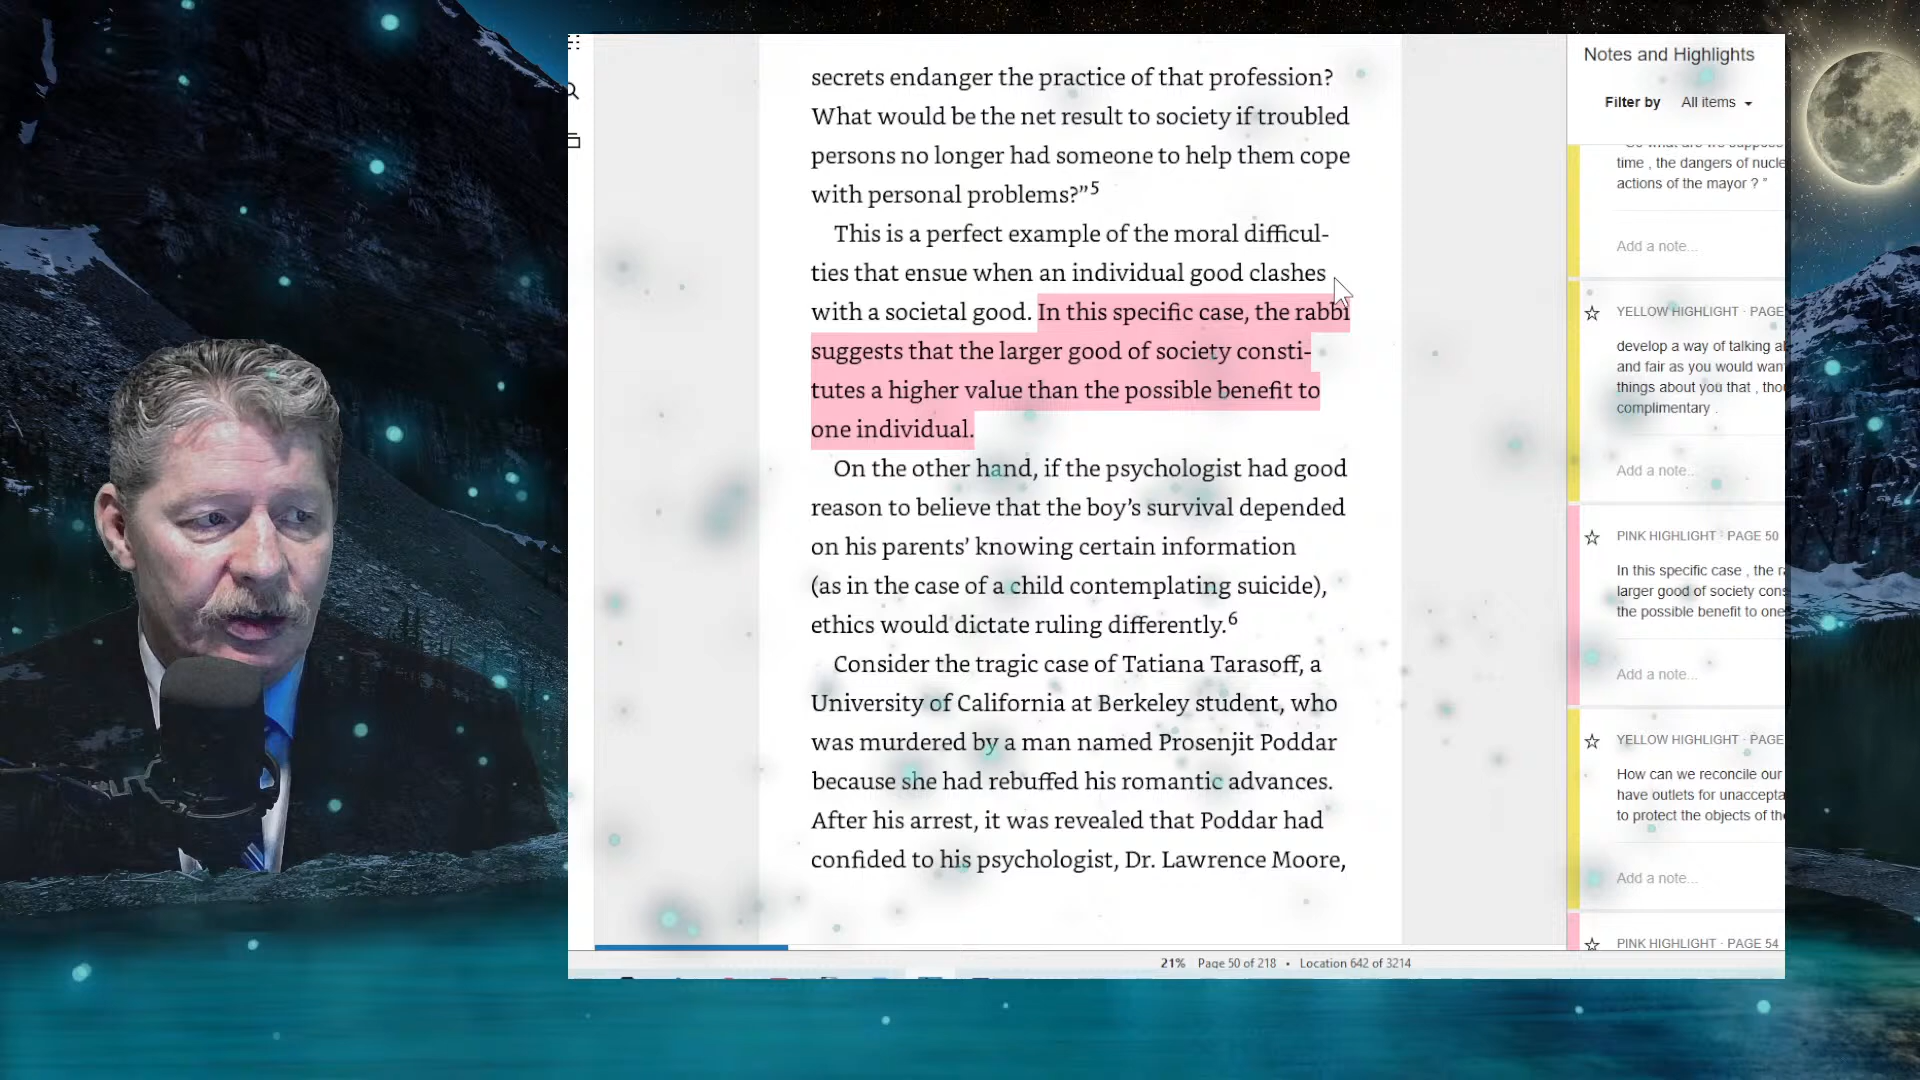 secrets endanger the practice of that profession?
What would be the net result to society if troubled
persons no longer had someone to help them cope
with personal problems?”5
This is a perfect example of the moral difficul-
ties that ensue when an individual good clashes
with a societal good. In this specific case, the rabbi
suggests that the larger good of society consti-
tutes a higher value than the possible benefit to
one individual.
On the other hand, if the psychologist had good
reason to believe that the boy’s survival depended
on his parents’ knowing certain information
(as in the case of a child contemplating suicide),
ethics would dictate ruling differently.6
Consider the tragic case of Tatiana Tarasoff, a
University of California at Berkeley student, who
was murdered by a man named Prosenjit Poddar
because she had rebuffed his romantic advances.
After his arrest, it was revealed that Poddar had
confided to his psychologist, Dr. Lawrence Moore,
21% Page 50 of 218 • Location 642 of 3214
Notes and Highlights
Filter by All items
time , the dangers of nucle
actions of the mayor ? ”
Add a note...
YELLOW HIGHLIGHT · PAGE
develop a way of talking
and fair as you would wan
things about you that , tho
complimentary .
Add a note..
PINK HIGHLIGHT · PAGE 50
In this specific case , the
larger good of society cons
the possible benefit to one
Add a note...
YELLOW HIGHLIGHT · PAGE
How can we reconcile our
have outlets for unaccepta
to protect the objects of
Add a note...
PINK HIGHLIGHT · PAGE 54